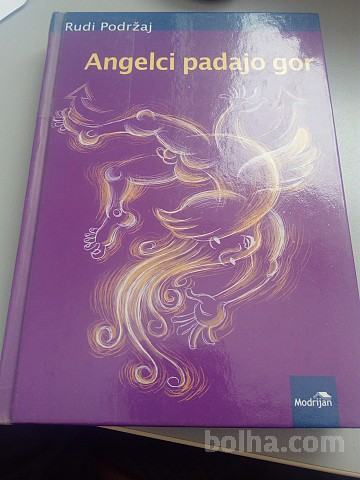 Rudi Podržaj
Angelci padajo gor
Modrijan
bolha.com